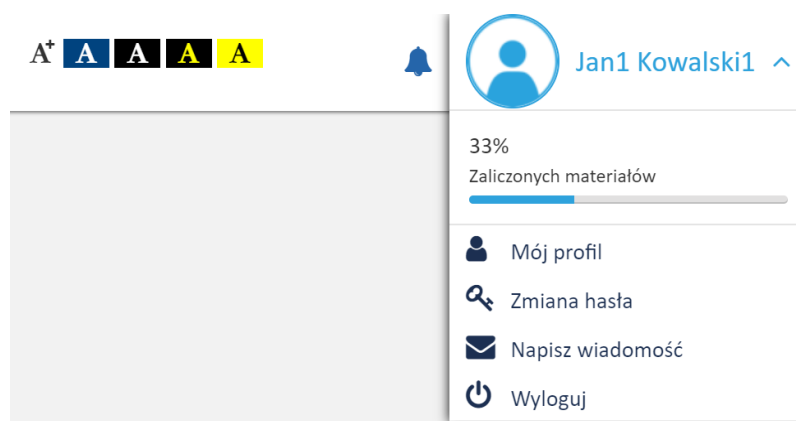 A+ A A A A
Jan1 Kowalski1
33%
Zaliczonych materiałów
Mój profil
Zmiana hasła
Napisz wiadomość
Wyloguj